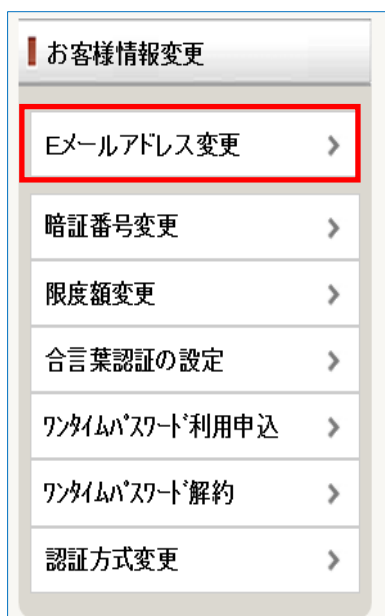 お客様情報変更
Eメールアドレス変更
暗証番号変更
限度額変更
合言葉認証の設定
ﾜﾝﾀｲﾑﾊﾟｽﾜｰﾄﾞ利用申込
ﾜﾝﾀｲﾑﾊﾟｽﾜｰﾄﾞ解約
認証方式変更